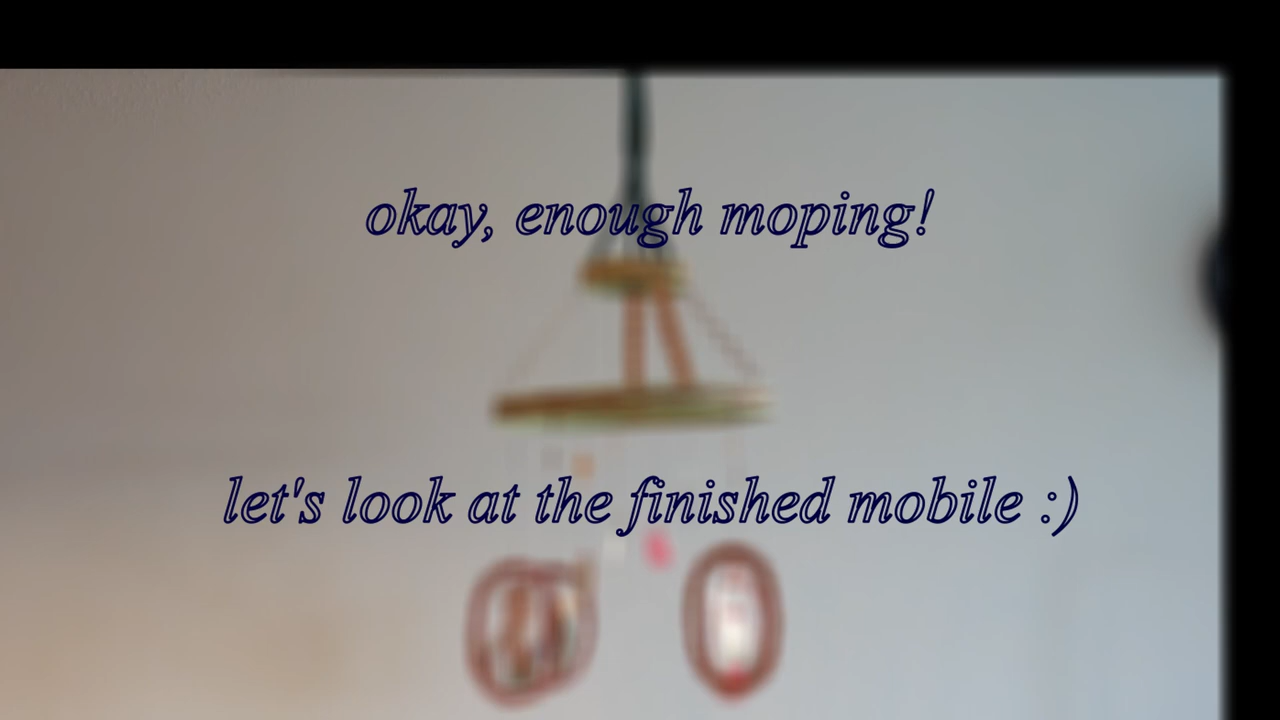 okay, enough moping!
let's look at the finished mobile :)